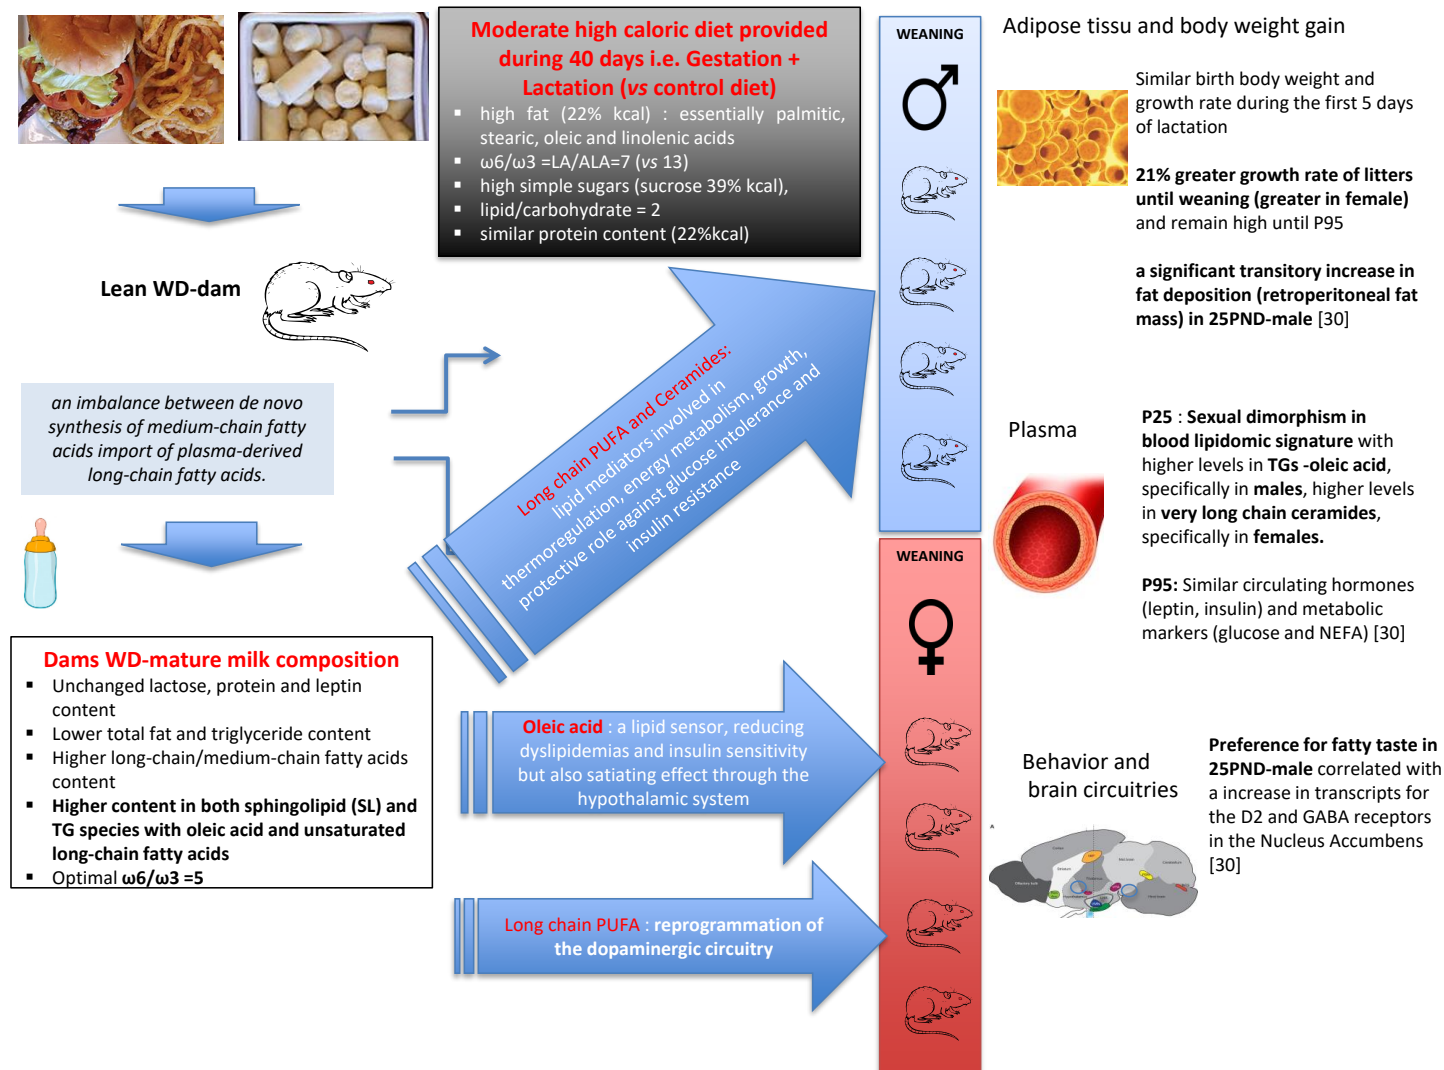 Moderate high caloric diet provided
during 40 days i.e. Gestation +
Lactation (vs control diet)
▪ high fat (22% kcal) : essentially palmitic,
stearic, oleic and linolenic acids
▪ ω6/ω3 =LA/ALA=7 (vs 13)
▪ high simple sugars (sucrose 39% kcal),
▪ lipid/carbohydrate = 2
▪ similar protein content (22%kcal)
Lean WD-dam
an imbalance between de novo
synthesis of medium-chain fatty
acids import of plasma-derived
long-chain fatty acids.
Dams WD-mature milk composition
▪ Unchanged lactose, protein and leptin
content
▪ Lower total fat and triglyceride content
▪ Higher long-chain/medium-chain fatty acids
content
▪ Higher content in both sphingolipid (SL) and
TG species with oleic acid and unsaturated
long-chain fatty acids
▪ Optimal ω6/ω3 =5
Long chain PUFA and Ceramides:
lipid mediators involved in
thermoregulation, energy metabolism, growth,
protective role against glucose intolerance and
insulin resistance
Oleic acid : a lipid sensor, reducing
dyslipidemias and insulin sensitivity
but also satiating effect through the
hypothalamic system
Long chain PUFA : reprogrammation of
the dopaminergic circuitry
WEANING
♂
WEANING
♀
Adipose tissu and body weight gain
Similar birth body weight and
growth rate during the first 5 days
of lactation
21% greater growth rate of litters
until weaning (greater in female)
and remain high until P95
a significant transitory increase in
fat deposition (retroperitoneal fat
mass) in 25PND-male [30]
Plasma
P25 : Sexual dimorphism in
blood lipidomic signature with
higher levels in TGs -oleic acid,
specifically in males, higher levels
in very long chain ceramides,
specifically in females.
P95: Similar circulating hormones
(leptin, insulin) and metabolic
markers (glucose and NEFA) [30]
Behavior and
brain circuitries
Preference for fatty taste in
25PND-male correlated with
a increase in transcripts for
the D2 and GABA receptors
in the Nucleus Accumbens
[30]
A